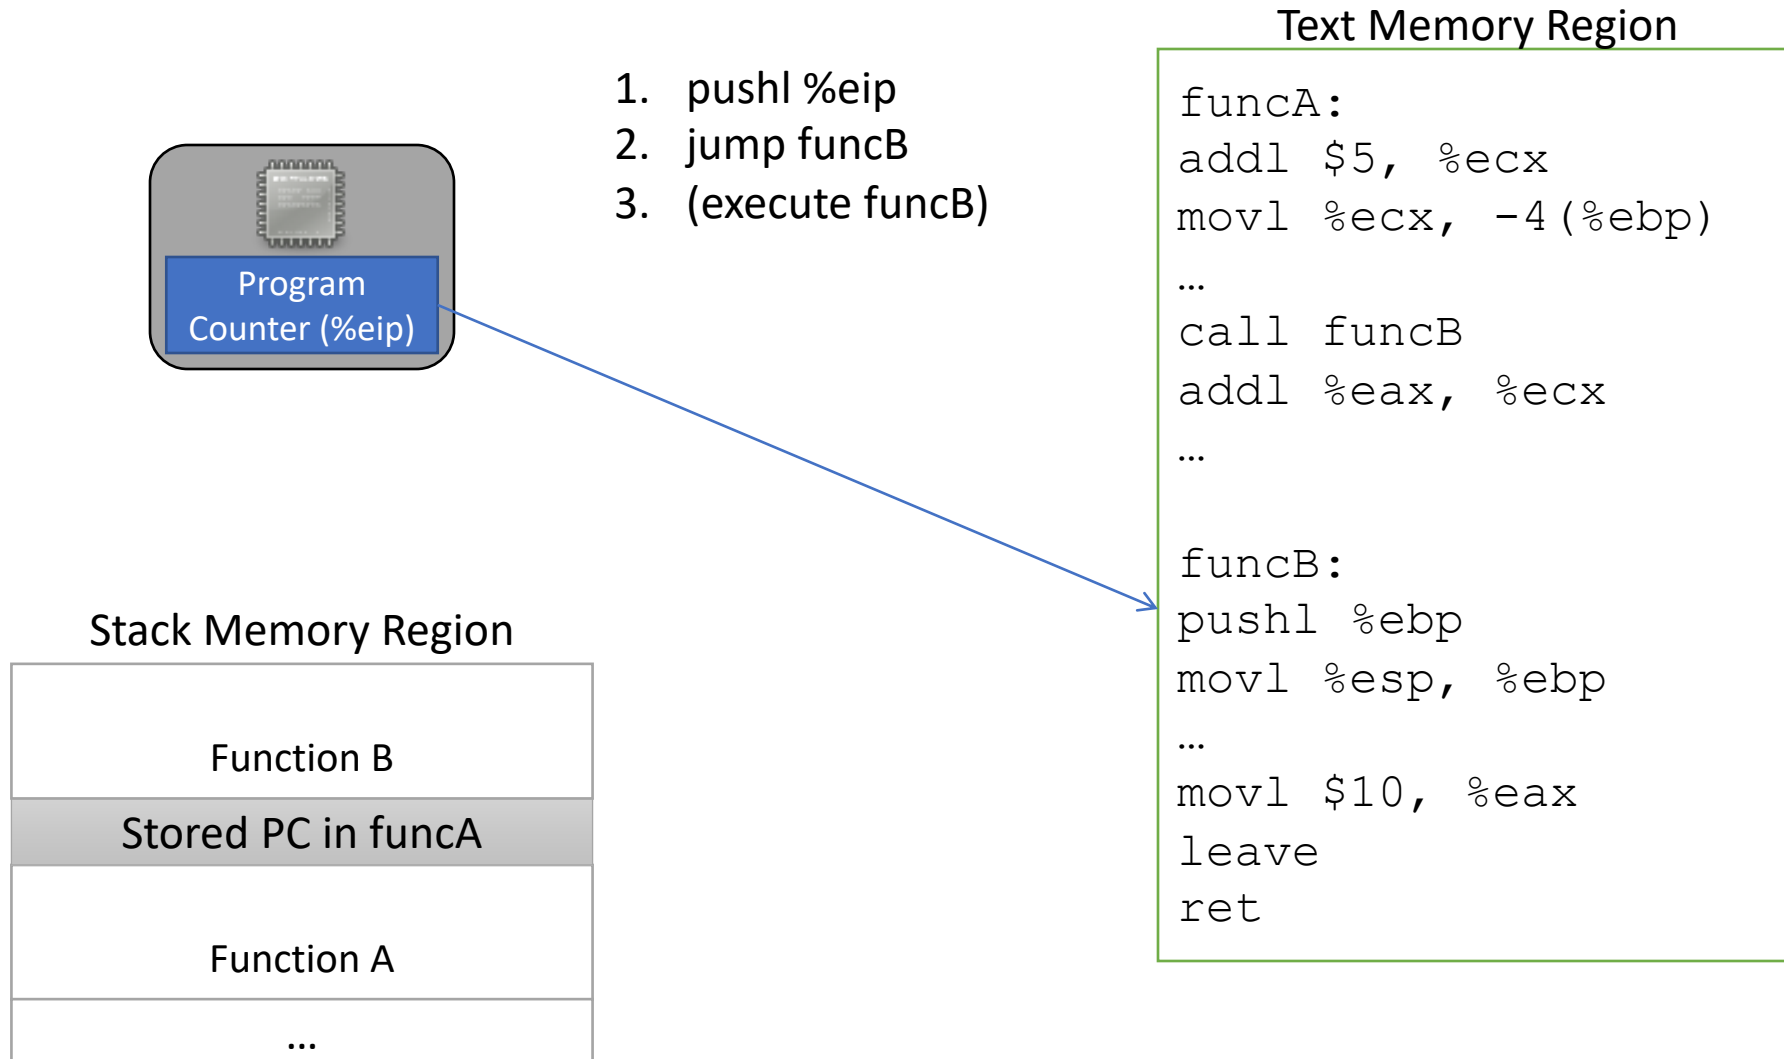 Text Memory Region
1. pushl %eip
2. jump funcB
3. (execute funcB)
Program
Counter (%eip)
funcA:
addl $5, %ecx
movl %ecx, -4(%ebp)
…
call funcB
addl %eax, %ecx
…
funcB:
pushl %ebp
movl %esp, %ebp
…
movl $10, %eax
leave
ret
Stack Memory Region
Function B
Stored PC in funcA
Function A
…